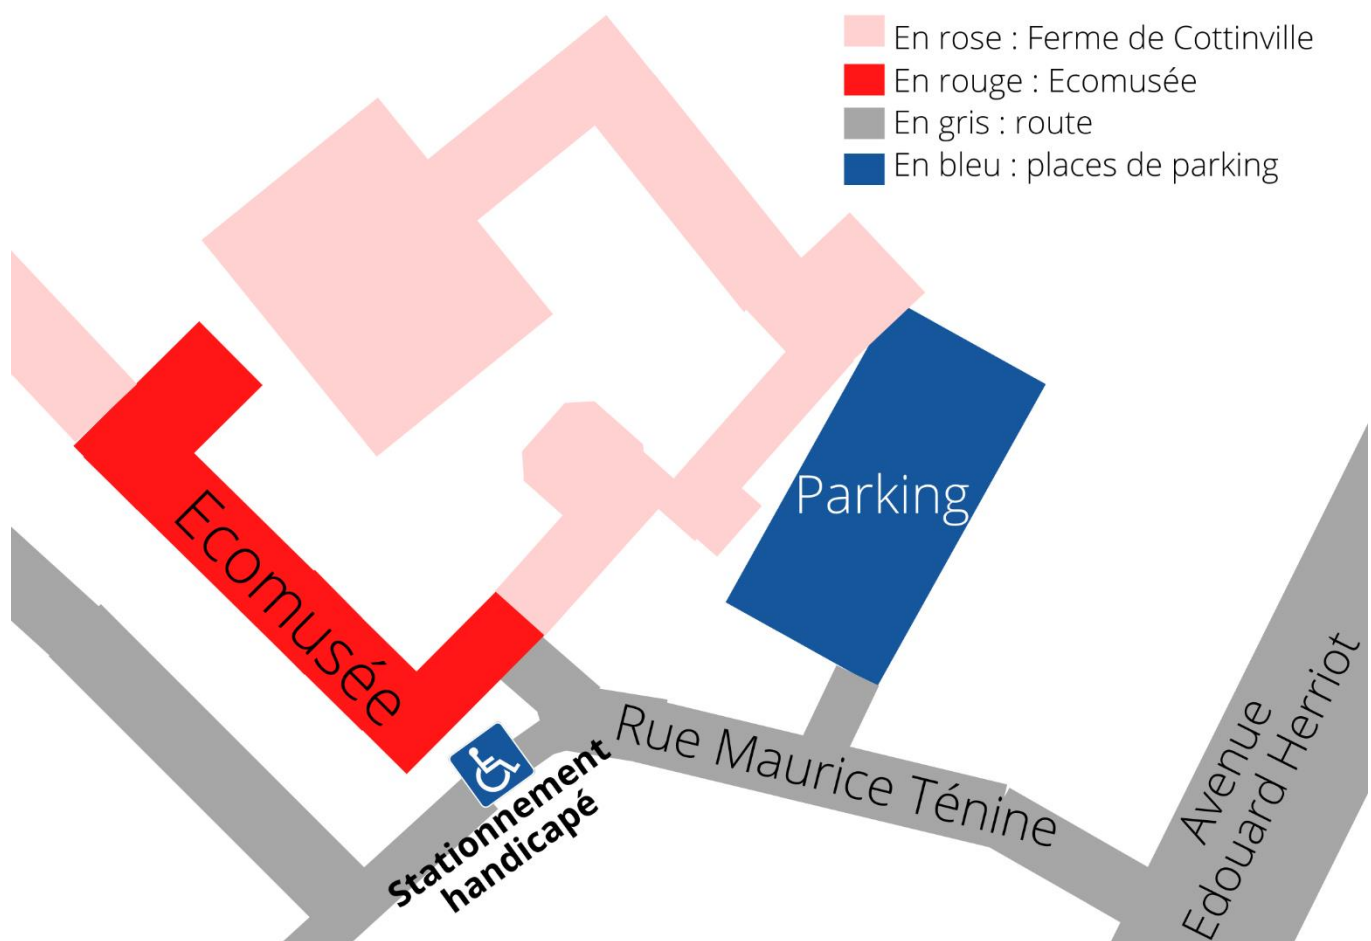 En rose : Ferme de Cottinville
En rouge : Ecomusée
En gris : route
En bleu : places de parking
Parking
Ecomusée
Rue Maurice Ténine
Avenue
Edouard Herriot
Stationnement
handicapé